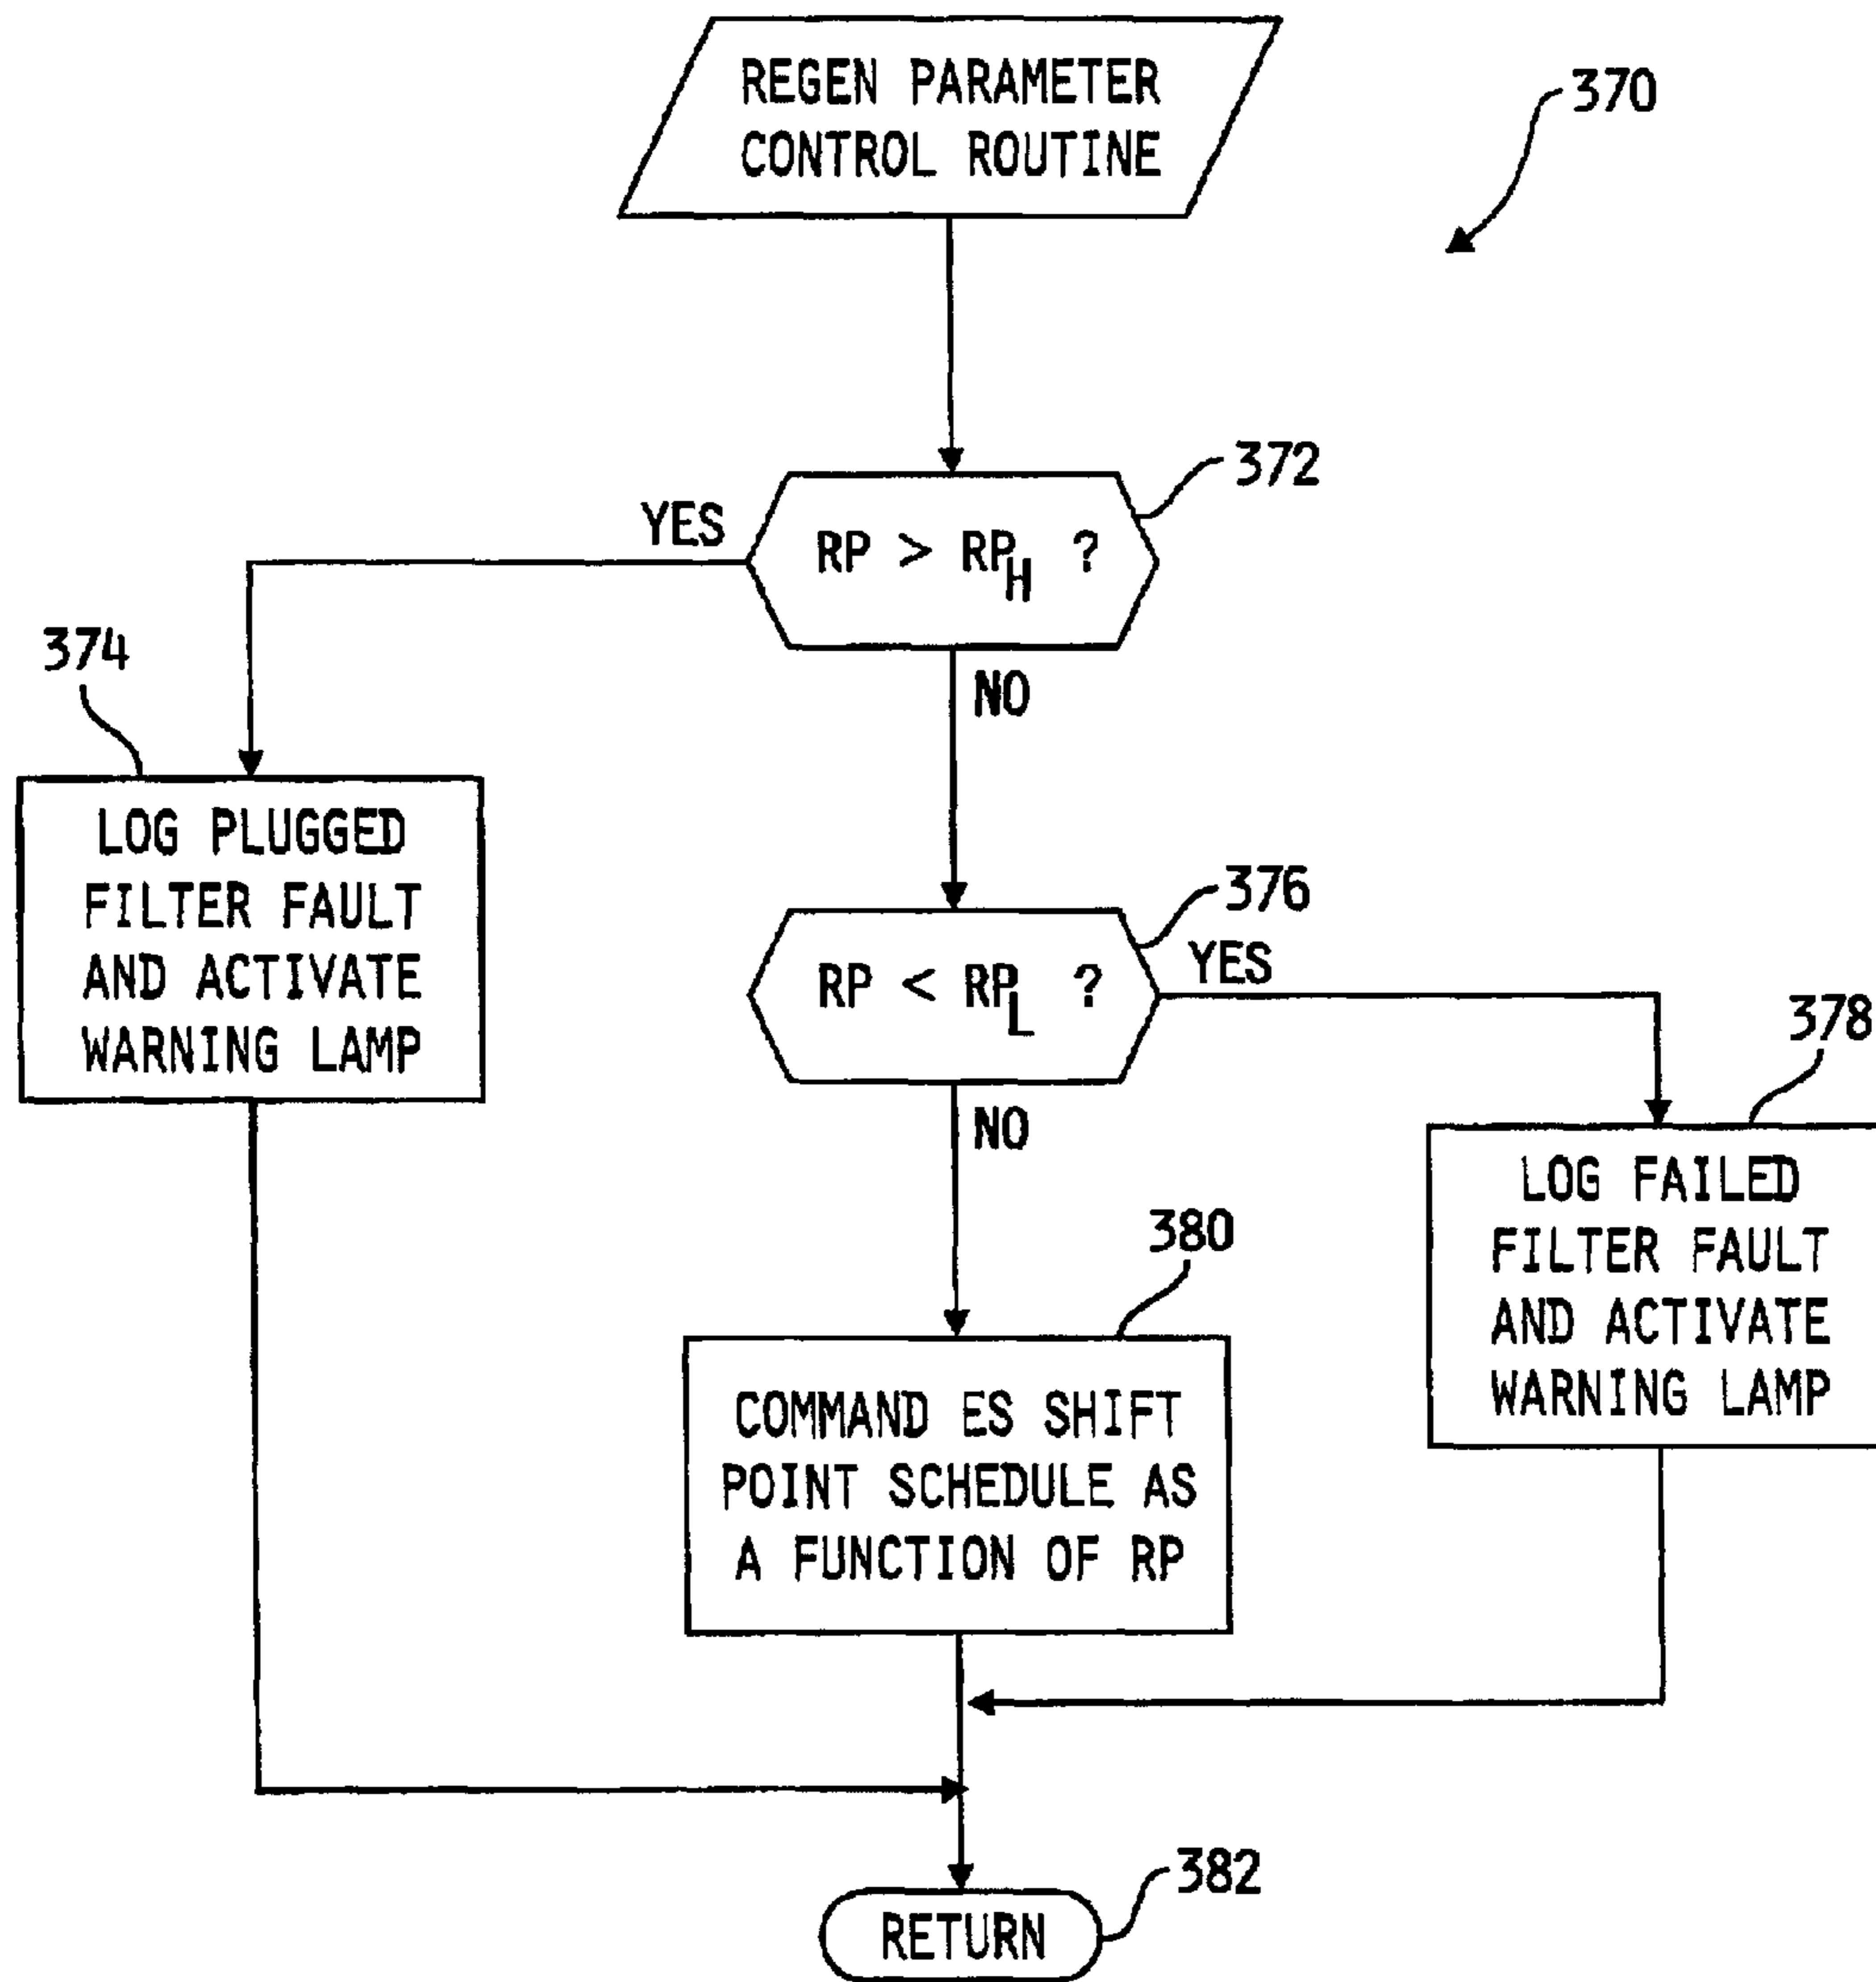 REGEN PARAMETER
CONTROL ROUTINE
370
372
YES
RP > RP_H ?
NO
374
LOG PLUGGED
FILTER FAULT
AND ACTIVATE
WARNING LAMP
376
YES
RP < RP_L ?
NO
378
LOG FAILED
FILTER FAULT
AND ACTIVATE
WARNING LAMP
380
COMMAND ES SHIFT
POINT SCHEDULE AS
A FUNCTION OF RP
382
RETURN